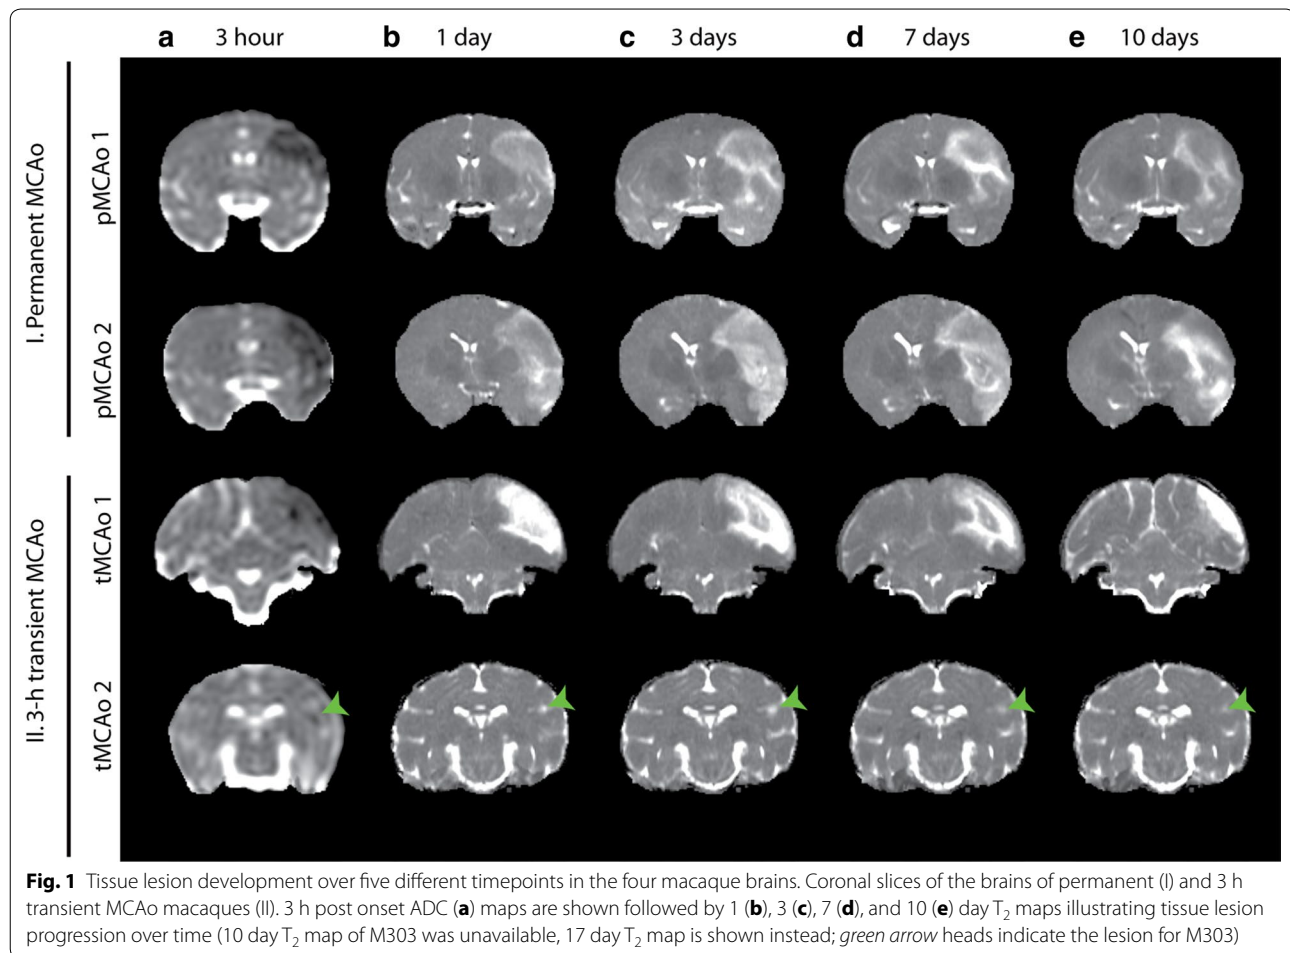 a 3 hour b 1 day c 3 days d 7 days e 10 days
I.Permanent MCAo
pMCAo 1
pMCAo 2
II.3-h transient MCAo
tMCAo 1
tMCAo 2
Fig. 1 Tissue lesion development over five different timepoints in the four macaque brains. Coronal slices of the brains of permanent (I) and 3 h
transient MCAo macaques (II). 3 h post onset ADC (a) maps are shown followed by 1 (b), 3 (c), 7 (d), and 10 (e) day T₂ maps illustrating tissue lesion
progression over time (10 day T₂ map of M303 was unavailable, 17 day T₂ map is shown instead; green arrow heads indicate the lesion for M303)